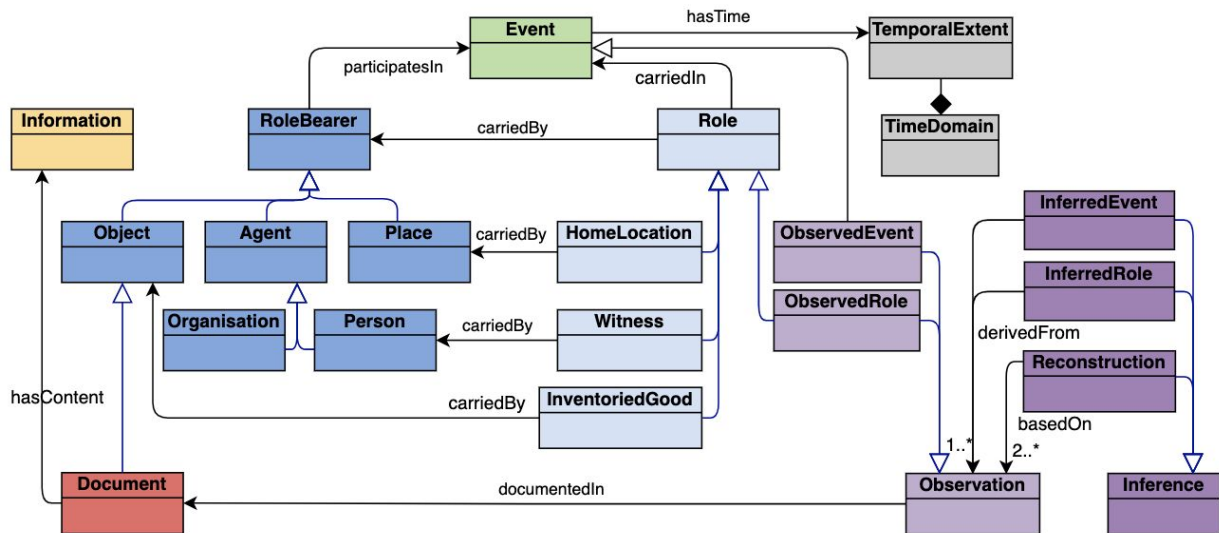 hasTime
Event
TemporalExtent
participatesIn
carriedIn
Information
RoleBearer
carriedBy
Role
TimeDomain
Object
Agent
Place
carriedBy
HomeLocation
ObservedEvent
InferredEvent
InferredRole
ObservedRole
Organisation
Person
carriedBy
Witness
derivedFrom
Reconstruction
hasContent
carriedBy
InventoriedGood
basedOn
1..*
2..*
Document
documentedIn
Observation
Inference